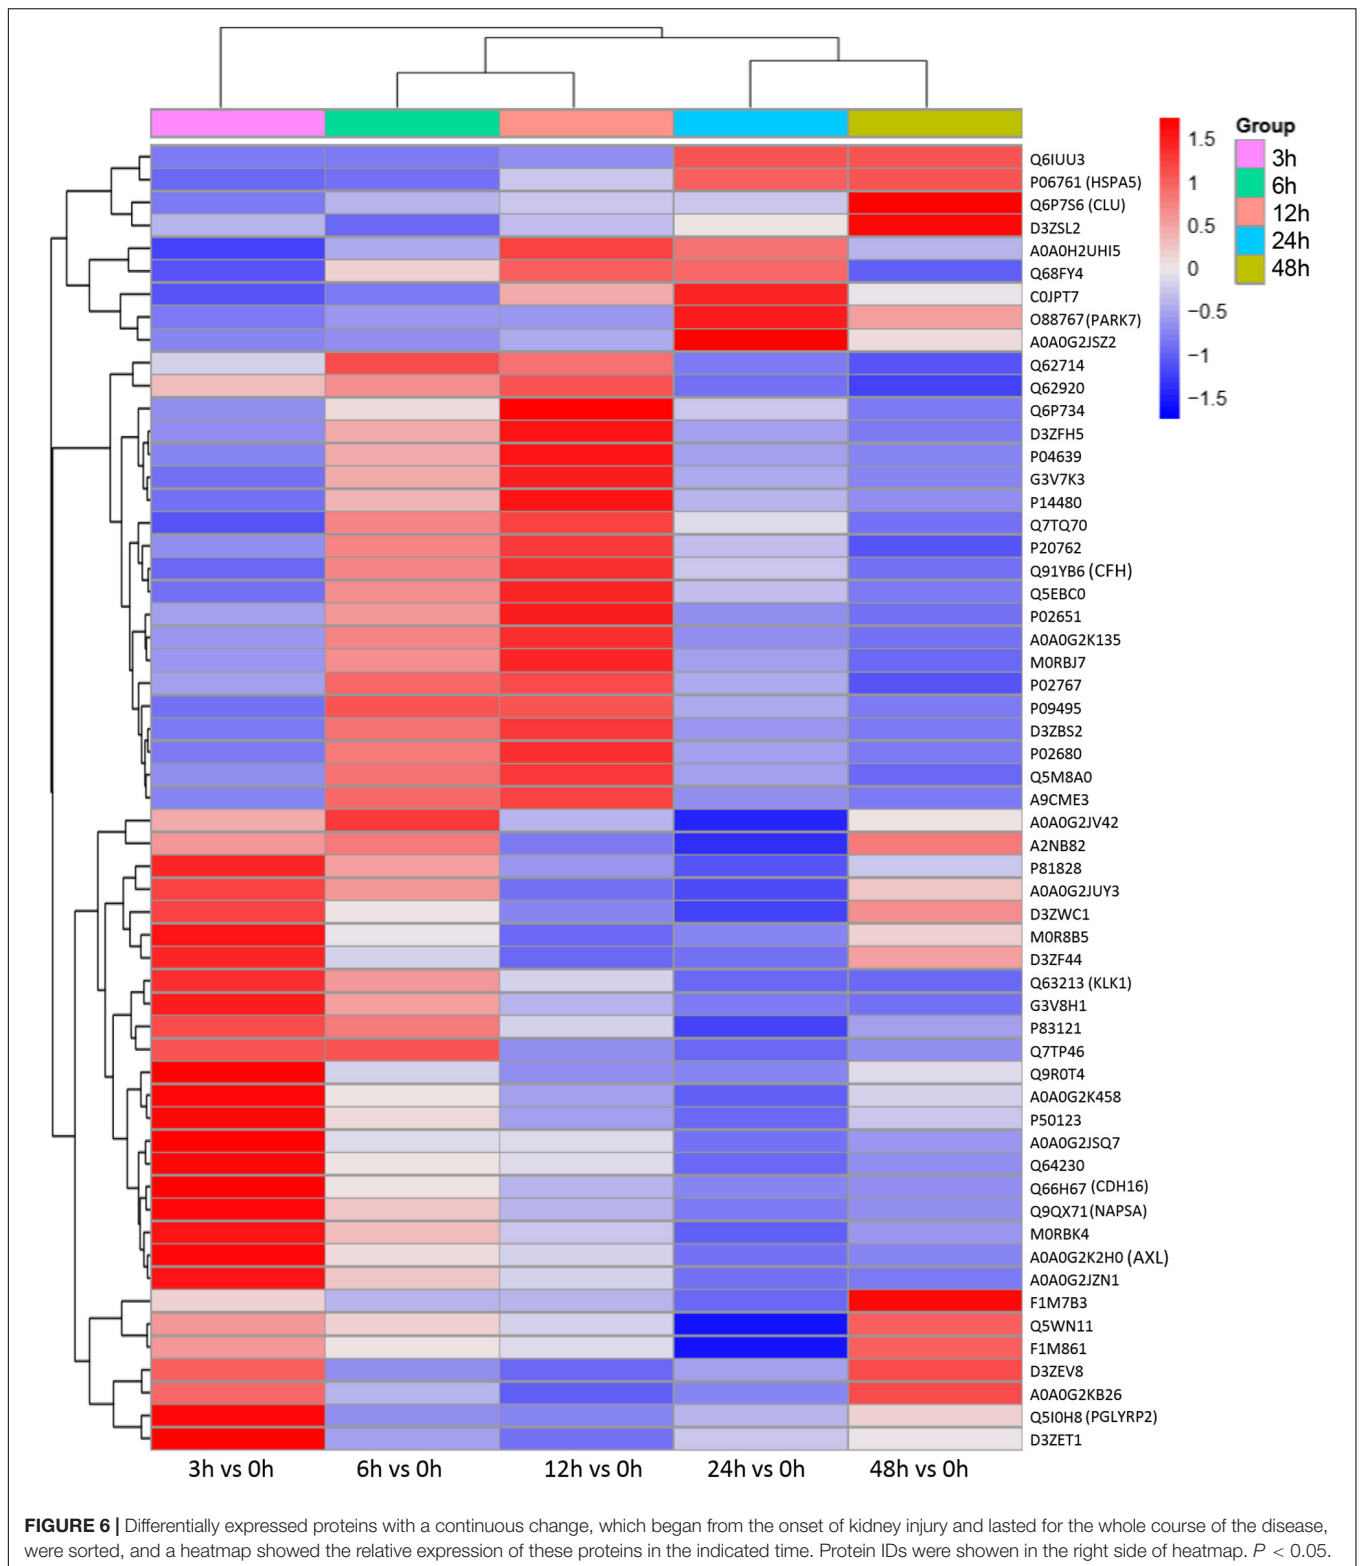 Q6IUU3
P06761 (HSPA5)
Q6P7S6 (CLU)
D3ZSL2
A0A0H2UHI5
Q68FY4
C0JPT7
O88767(PARK7)
A0A0G2JSZ2
Q62714
Q62920
Q6P734
D3ZFH5
P04639
G3V7K3
P14480
Q7TQ70
P20762
Q91YB6 (CFH)
Q5EBC0
P02651
A0A0G2K135
M0RBJ7
P02767
P09495
D3ZBS2
P02680
Q5M8A0
A9CME3
A0A0G2JV42
A2NB82
P81828
A0A0G2JUY3
D3ZWC1
M0R8B5
D3ZF44
Q63213 (KLK1)
G3V8H1
P83121
Q7TP46
Q9R0T4
A0A0G2K458
P50123
A0A0G2JSQ7
Q64230
Q66H67 (CDH16)
Q9QX71(NAPSA)
M0RBK4
A0A0G2K2H0 (AXL)
A0A0G2JZN1
F1M7B3
Q5WN11
F1M861
D3ZEV8
A0A0G2KB26
Q5I0H8 (PGLYRP2)
D3ZET1
1.5
1
0.5
0
−0.5
−1
−1.5
Group
3h
6h
12h
24h
48h
3h vs 0h 6h vs 0h 12h vs 0h 24h vs 0h 48h vs 0h
FIGURE 6 | Differentially expressed proteins with a continuous change, which began from the onset of kidney injury and lasted for the whole course of the disease,
were sorted, and a heatmap showed the relative expression of these proteins in the indicated time. Protein IDs were showen in the right side of heatmap. P < 0.05.